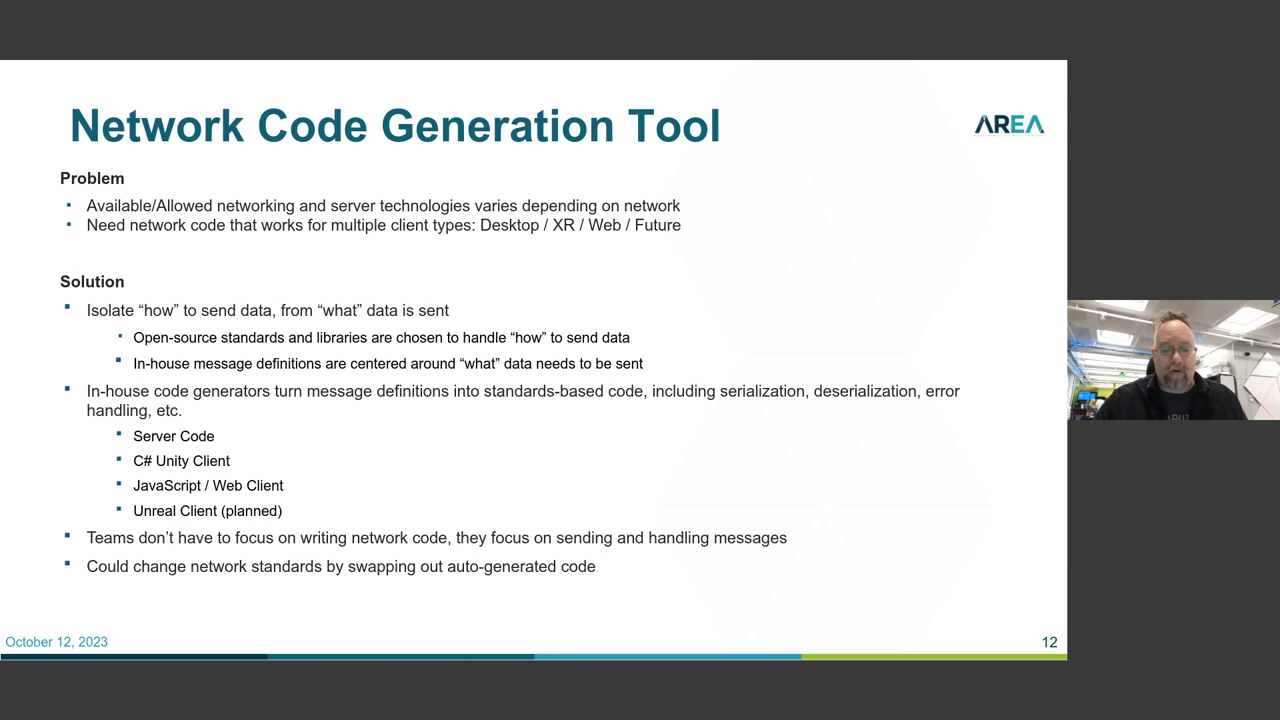 Network Code Generation Tool
AREA
Problem
Available/Allowed networking and server technologies varies depending on network
Need network code that works for multiple client types: Desktop / XR / Web / Future
Solution
Isolate “how” to send data, from “what” data is sent
Open-source standards and libraries are chosen to handle “how” to send data
In-house message definitions are centered around “what” data needs to be sent
In-house code generators turn message definitions into standards-based code, including serialization, deserialization, error
handling, etc.
Server Code
C# Unity Client
JavaScript / Web Client
Unreal Client (planned)
Teams don’t have to focus on writing network code, they focus on sending and handling messages
Could change network standards by swapping out auto-generated code
October 12, 2023
12